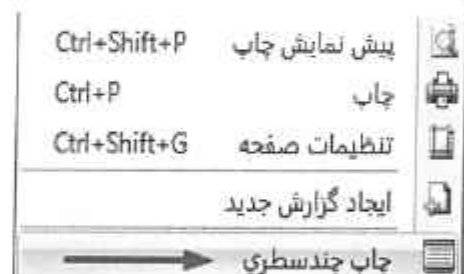 پیش نمایش چاپ Ctrl+Shift+P
چاپ Ctrl+P
تنظیمات صفحه Ctrl+Shift+G
ایجاد گزارش جدید
چاپ چندسطری